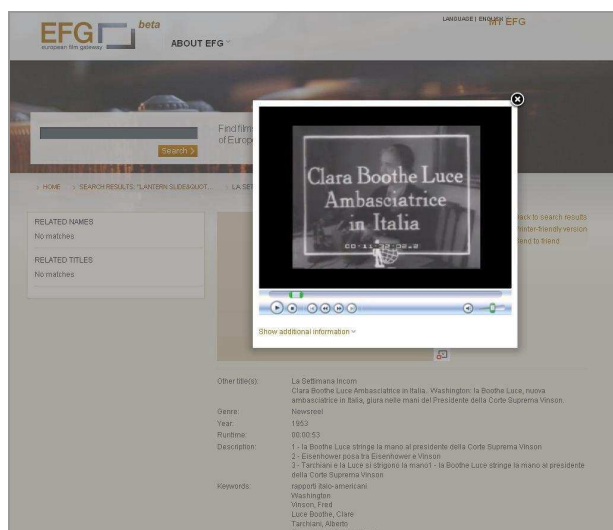 EFG beta
european film gateway
LANGUAGE | ENGLISH
MY EFG
ABOUT EFG
Find films
of Europe
Search >
> HOME > SEARCH RESULTS: "LANTERN SLIDE&QUOT... > LA SET
RELATED NAMES
No matches
RELATED TITLES
No matches
back to search results
printer-friendly version
send to friend
Clara Boothe Luce
Ambasciatrice
in Italia
Show additional information
Other title(s):
La Settimana Incom
Clara Boothe Luce Ambasciatrice in Italia. Washington: la Boothe Luce, nuova
ambasciatrice in Italia, giura nelle mani del Presidente della Corte Suprema Vinson.
Genre: Newsreel
Year: 1953
Runtime: 00:00:53
Description: 1 - la Boothe Luce stringe la mano al presidente della Corte Suprema Vinson
2 - Eisenhower posa tra Eisenhower e Vinson
3 - Tarchiani e la Luce si strigono la mano1 - la Boothe Luce stringe la mano al presidente
della Corte Suprema Vinson
Keywords: rapporti italo-americani
Washington
Vinson, Fred
Luce Boothe, Clare
Tarchiani, Alberto